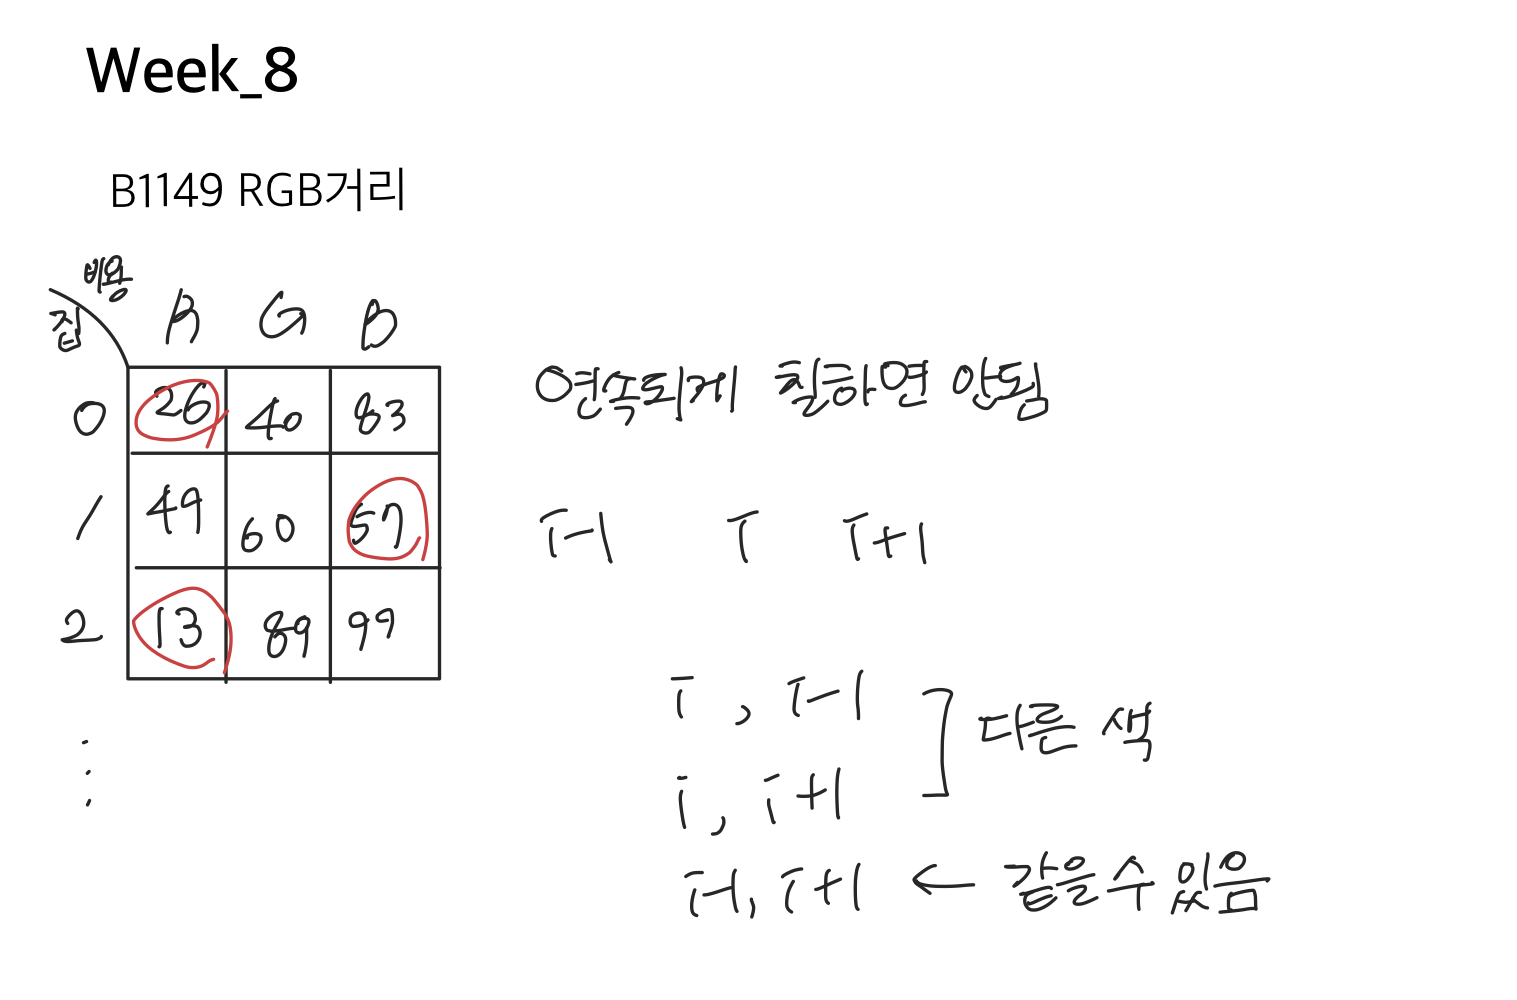 Week_8
B1149 RGB거리
비용
집 R G B
0 26 40 83
1 49 60 57
2 13 89 99
⋮
연속되게 칠하면 안됨
i-1 i i+1
i , i-1
i , i+1
다른 색
i-1, i+1 ← 같을수 있음